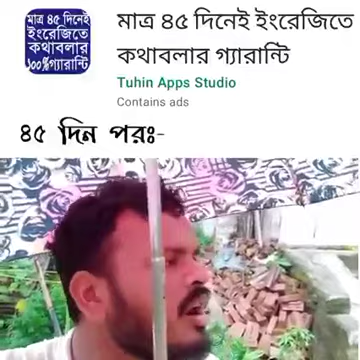 মাত্র ৪৫ দিনেই
ইংরেজিতে
কথাবলার
১০০%গ্যারান্টি
মাত্র ৪৫ দিনেই ইংরেজিতে
কথাবলার গ্যারান্টি
Tuhin Apps Studio
Contains ads
৪৫ দিন পরঃ-